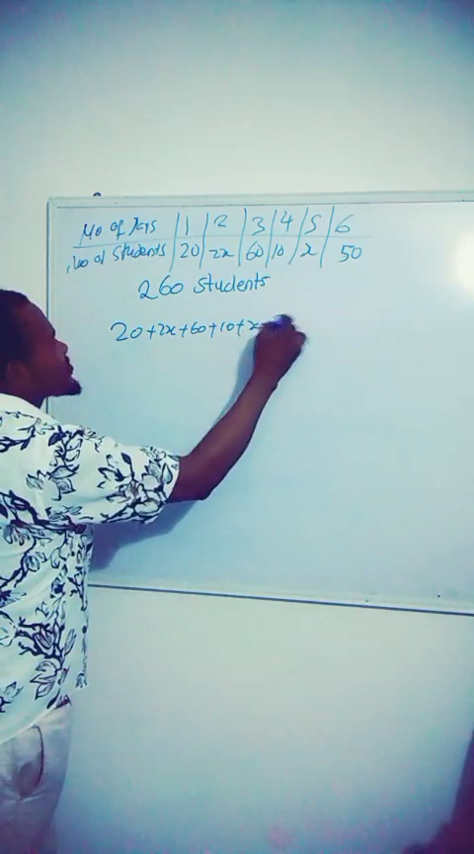 No of Days | 1 | 2 | 3 | 4 | 5 | 6
No of Students | 20 | 2x | 60 | 10 | x | 50
260 Students
20+2x+60+10+x